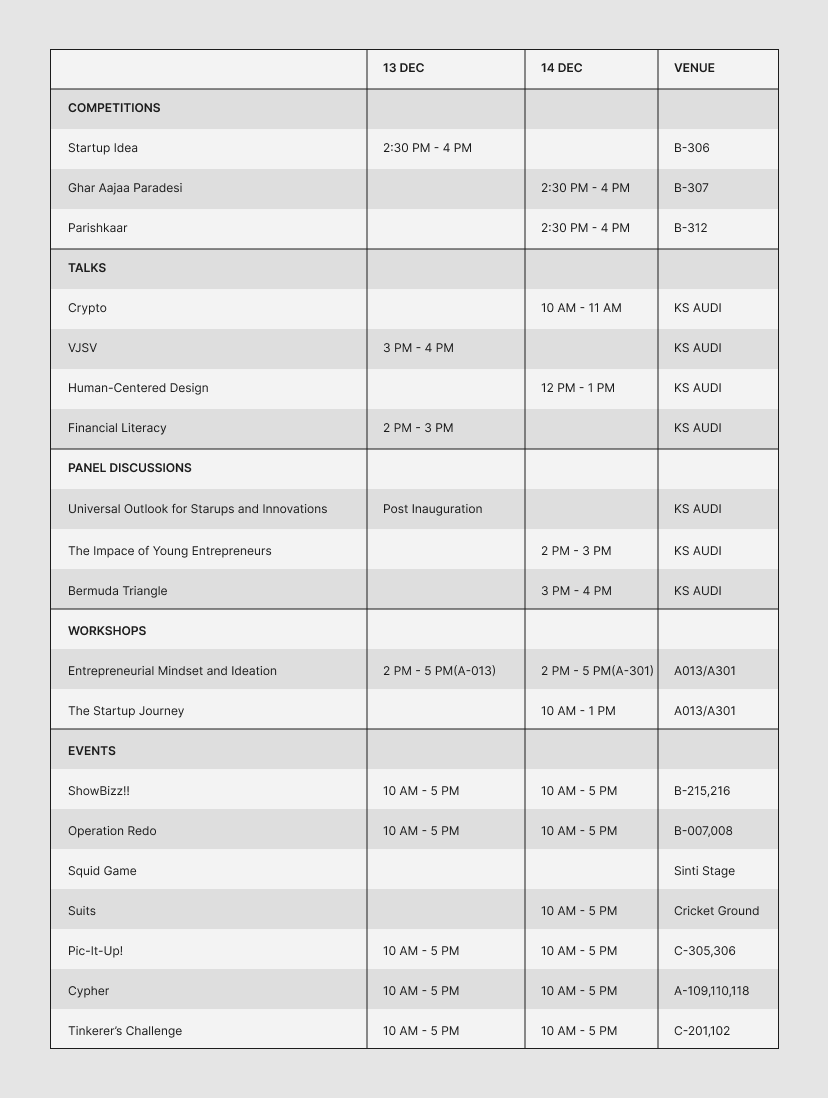 13 DEC 14 DEC VENUE
COMPETITIONS
Startup Idea 2:30 PM - 4 PM B-306
Ghar Aajaa Paradesi 2:30 PM - 4 PM B-307
Parishkaar 2:30 PM - 4 PM B-312
TALKS
Crypto 10 AM - 11 AM KS AUDI
VJSV 3 PM - 4 PM KS AUDI
Human-Centered Design 12 PM - 1 PM KS AUDI
Financial Literacy 2 PM - 3 PM KS AUDI
PANEL DISCUSSIONS
Universal Outlook for Starups and Innovations Post Inauguration KS AUDI
The Impace of Young Entrepreneurs 2 PM - 3 PM KS AUDI
Bermuda Triangle 3 PM - 4 PM KS AUDI
WORKSHOPS
Entrepreneurial Mindset and Ideation 2 PM - 5 PM(A-013) 2 PM - 5 PM(A-301) A013/A301
The Startup Journey 10 AM - 1 PM A013/A301
EVENTS
ShowBizz!! 10 AM - 5 PM 10 AM - 5 PM B-215,216
Operation Redo 10 AM - 5 PM 10 AM - 5 PM B-007,008
Squid Game Sinti Stage
Suits 10 AM - 5 PM Cricket Ground
Pic-It-Up! 10 AM - 5 PM 10 AM - 5 PM C-305,306
Cypher 10 AM - 5 PM 10 AM - 5 PM A-109,110,118
Tinkerer's Challenge 10 AM - 5 PM 10 AM - 5 PM C-201,102